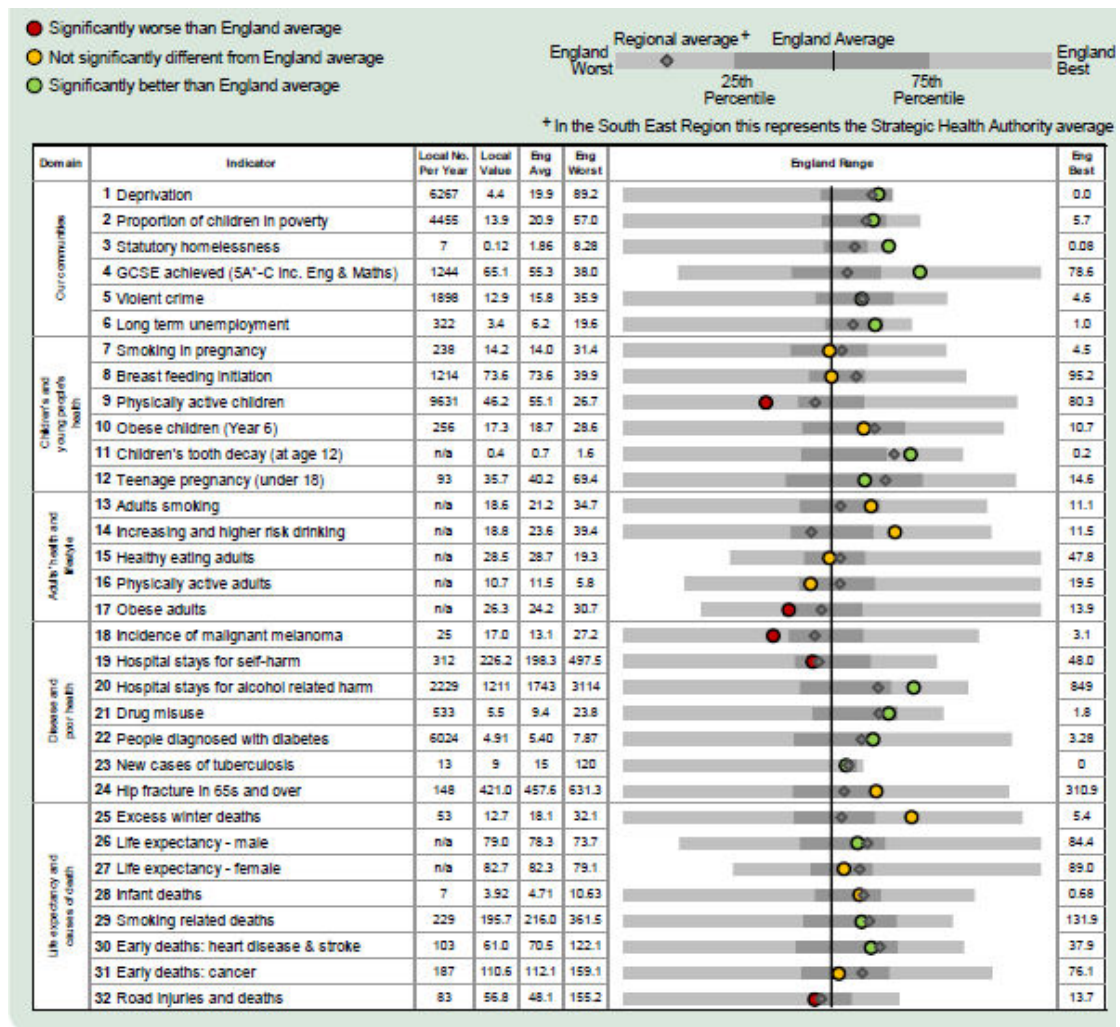 Significantly worse than England average
Not significantly different from England average
Significantly better than England average
Regional average+ England Average
England Worst
England Best
25th Percentile
75th Percentile
+ In the South East Region this represents the Strategic Health Authority average
Domain Indicator Local No. Per Year Local Value Eng Avg Eng Worst England Range Eng Best
Our communities
1 Deprivation 6267 4.4 19.9 89.2 0.0
2 Proportion of children in poverty 4455 13.9 20.9 57.0 5.7
3 Statutory homelessness 7 0.12 1.86 8.28 0.08
4 GCSE achieved (5A*-C inc. Eng & Maths) 1244 65.1 55.3 38.0 78.6
5 Violent crime 1898 12.9 15.8 35.9 4.6
6 Long term unemployment 322 3.4 6.2 19.6 1.0
Children's and young people's health
7 Smoking in pregnancy 238 14.2 14.0 31.4 4.5
8 Breast feeding initiation 1214 73.6 73.6 39.9 95.2
9 Physically active children 9631 46.2 55.1 26.7 80.3
10 Obese children (Year 6) 256 17.3 18.7 28.6 10.7
11 Children's tooth decay (at age 12) n/a 0.4 0.7 1.6 0.2
12 Teenage pregnancy (under 18) 93 35.7 40.2 69.4 14.6
Adults' health and lifestyle
13 Adults smoking n/a 18.6 21.2 34.7 11.1
14 Increasing and higher risk drinking n/a 18.8 23.6 39.4 11.5
15 Healthy eating adults n/a 28.5 28.7 19.3 47.8
16 Physically active adults n/a 10.7 11.5 5.8 19.5
17 Obese adults n/a 26.3 24.2 30.7 13.9
Disease and poor health
18 Incidence of malignant melanoma 25 17.0 13.1 27.2 3.1
19 Hospital stays for self-harm 312 226.2 198.3 497.5 48.0
20 Hospital stays for alcohol related harm 2229 1211 1743 3114 849
21 Drug misuse 533 5.5 9.4 23.8 1.8
22 People diagnosed with diabetes 6024 4.91 5.40 7.87 3.28
23 New cases of tuberculosis 13 9 15 120 0
24 Hip fracture in 65s and over 148 421.0 457.6 631.3 310.9
Life expectancy and causes of death
25 Excess winter deaths 53 12.7 18.1 32.1 5.4
26 Life expectancy - male n/a 79.0 78.3 73.7 84.4
27 Life expectancy - female n/a 82.7 82.3 79.1 89.0
28 Infant deaths 7 3.92 4.71 10.63 0.68
29 Smoking related deaths 229 195.7 216.0 361.5 131.9
30 Early deaths: heart disease & stroke 103 61.0 70.5 122.1 37.9
31 Early deaths: cancer 187 110.6 112.1 159.1 76.1
32 Road injuries and deaths 83 56.8 48.1 155.2 13.7